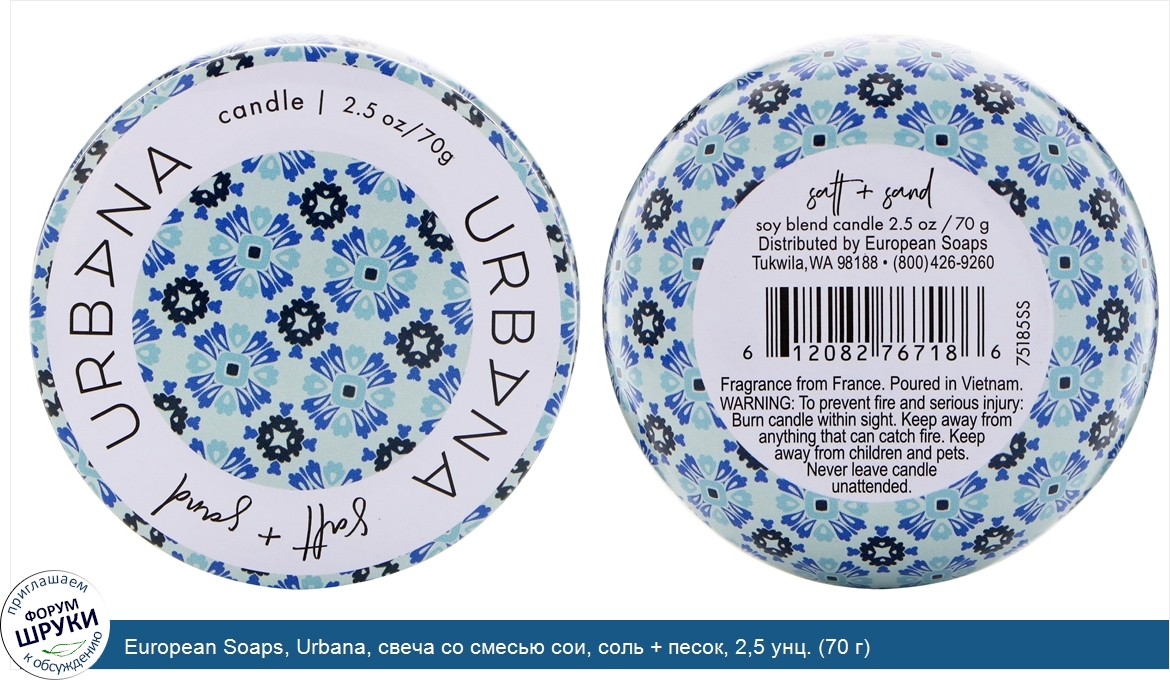 candle | 2.5 oz/70g
URBANA
URBANA
salt + sand
salt + sand
soy blend candle 2.5 oz / 70 g
Distributed by European Soaps
Tukwila, WA 98188 • (800) 426-9260
6 12082 76718 6
77185SS
Fragrance from France. Poured in Vietnam.
WARNING: To prevent fire and serious injury:
Burn candle within sight. Keep away from
anything that can catch fire. Keep
away from children and pets.
Never leave candle
unattended.
приглашаем
ФОРУМ
ШРУКИ
к обсуждению
European Soaps, Urbana, свеча со смесью сои, соль + песок, 2,5 унц. (70 г)